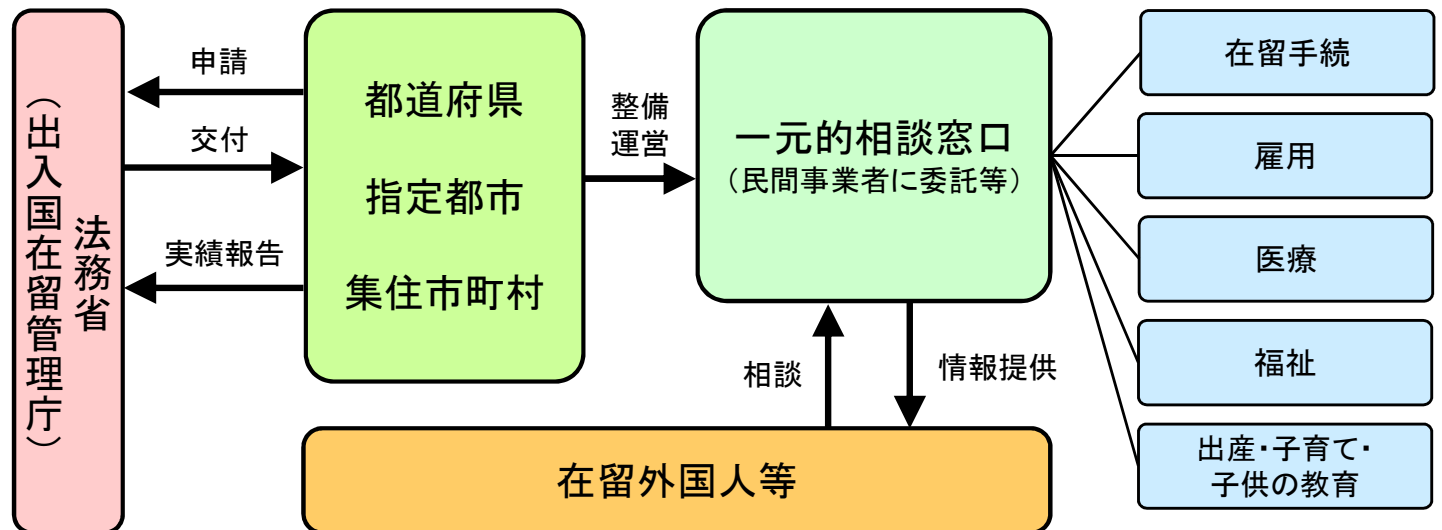 法務省
（出入国在留管理庁）
申請
交付
実績報告
都道府県
指定都市
集住市町村
整備
運営
一元的相談窓口
（民間事業者に委託等）
相談
情報提供
在留外国人等
在留手続
雇用
医療
福祉
出産・子育て・
子供の教育